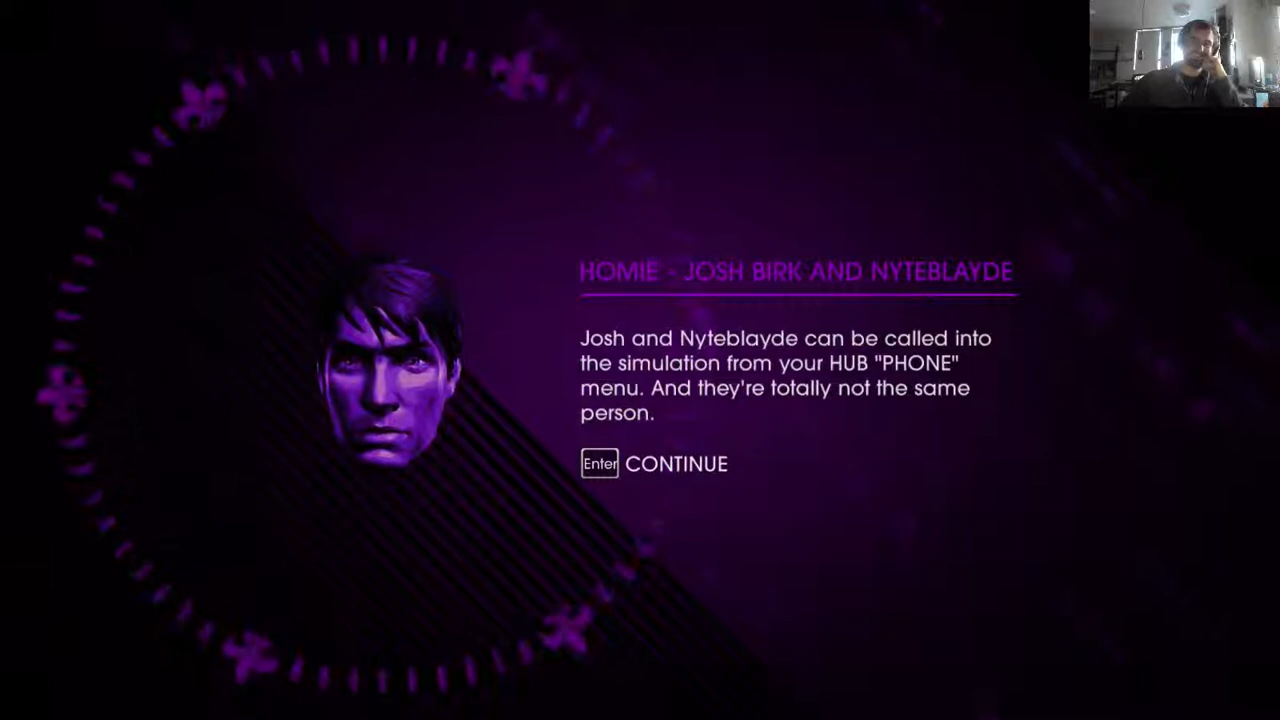 HOMIE - JOSH BIRK AND NYTEBLAYDE
Josh and Nyteblayde can be called into
the simulation from your HUB "PHONE"
menu. And they're totally not the same
person.
Enter CONTINUE